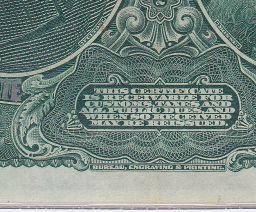 THIS CERTIFICATE
IS RECEIVABLE FOR
CUSTOMS, TAXES AND
ALL PUBLIC DUES AND
WHEN SO RECEIVED
MAY BE REISSUED.
BUREAU, ENGRAVING & PRINTING.